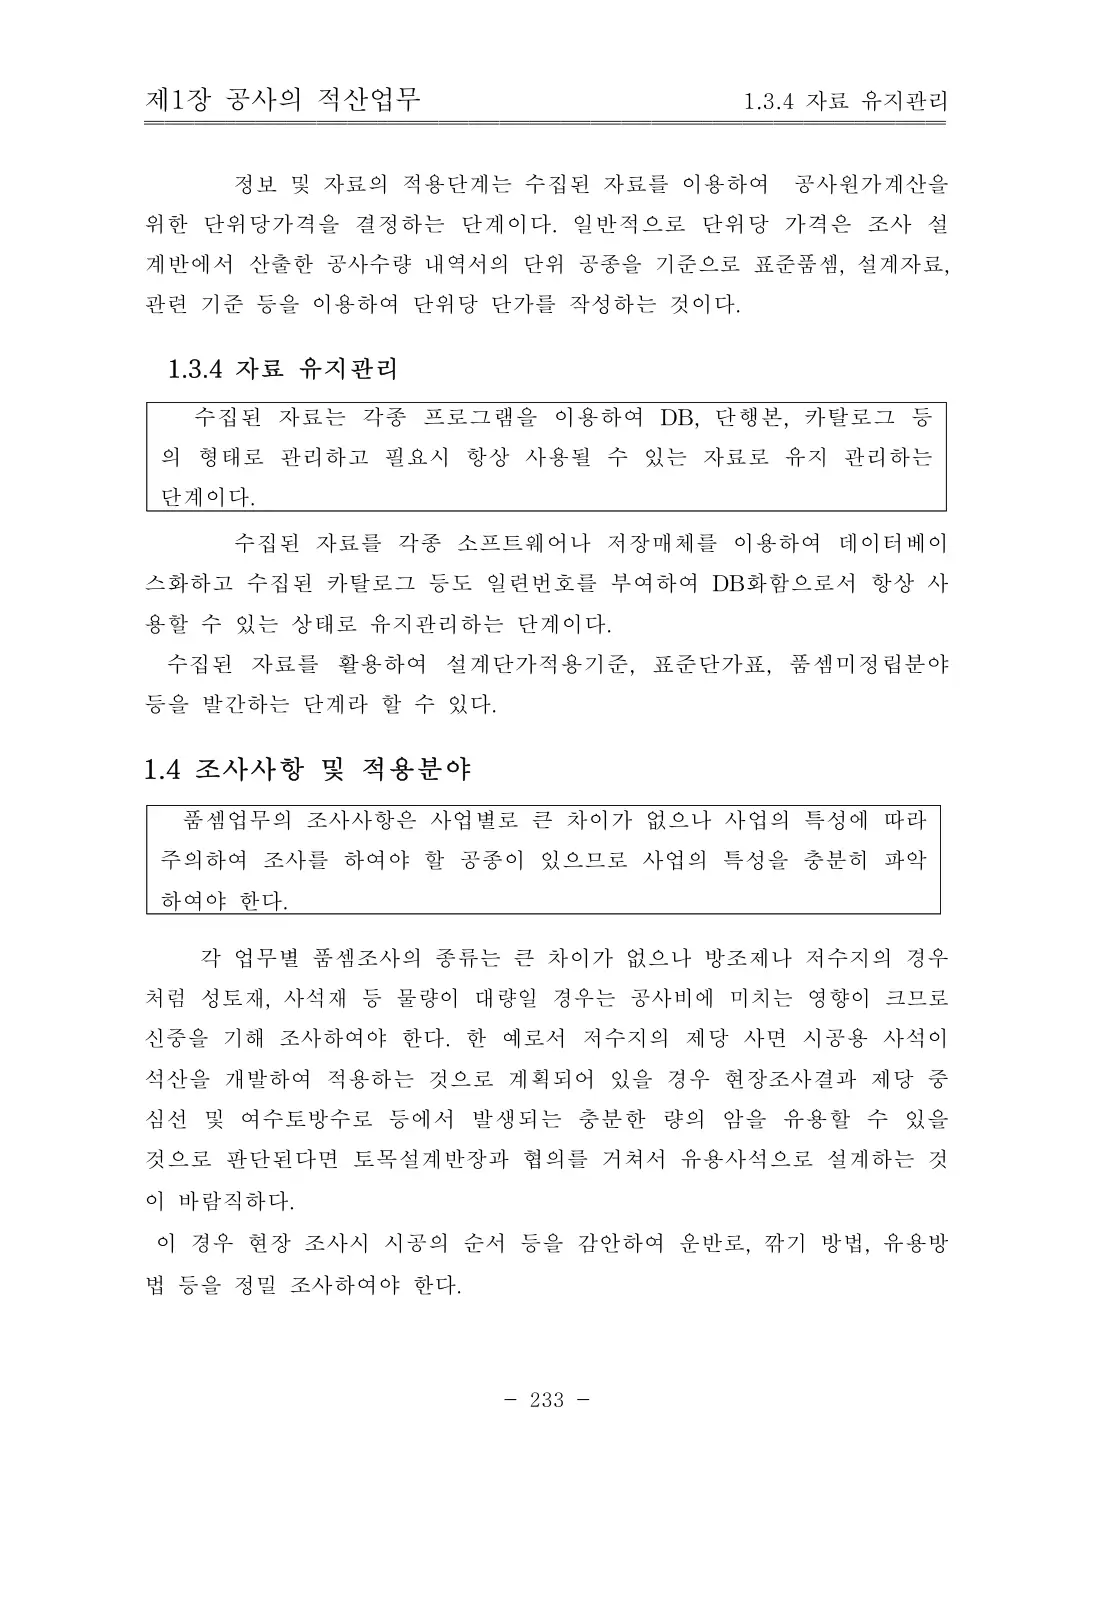 제1장 공사의 적산업무 1.3.4 자료 유지관리
정보 및 자료의 적용단계는 수집된 자료를 이용하여 공사원가계산을
위한 단위당가격을 결정하는 단계이다. 일반적으로 단위당 가격은 조사 설
계반에서 산출한 공사수량 내역서의 단위 공종을 기준으로 표준품셈, 설계자료,
관련 기준 등을 이용하여 단위당 단가를 작성하는 것이다.
1.3.4 자료 유지관리
수집된 자료는 각종 프로그램을 이용하여 DB, 단행본, 카탈로그 등
의 형태로 관리하고 필요시 항상 사용될 수 있는 자료로 유지 관리하는
단계이다.
수집된 자료를 각종 소프트웨어나 저장매체를 이용하여 데이터베이
스화하고 수집된 카탈로그 등도 일련번호를 부여하여 DB화함으로서 항상 사
용할 수 있는 상태로 유지관리하는 단계이다.
수집된 자료를 활용하여 설계단가적용기준, 표준단가표, 품셈미정립분야
등을 발간하는 단계라 할 수 있다.
1.4 조사사항 및 적용분야
품셈업무의 조사사항은 사업별로 큰 차이가 없으나 사업의 특성에 따라
주의하여 조사를 하여야 할 공종이 있으므로 사업의 특성을 충분히 파악
하여야 한다.
각 업무별 품셈조사의 종류는 큰 차이가 없으나 방조제나 저수지의 경우
처럼 성토재, 사석재 등 물량이 대량일 경우는 공사비에 미치는 영향이 크므로
신중을 기해 조사하여야 한다. 한 예로서 저수지의 제당 사면 시공용 사석이
석산을 개발하여 적용하는 것으로 계획되어 있을 경우 현장조사결과 제당 중
심선 및 여수토방수로 등에서 발생되는 충분한 량의 암을 유용할 수 있을
것으로 판단된다면 토목설계반장과 협의를 거쳐서 유용사석으로 설계하는 것
이 바람직하다.
이 경우 현장 조사시 시공의 순서 등을 감안하여 운반로, 깎기 방법, 유용방
법 등을 정밀 조사하여야 한다.
- 233 -